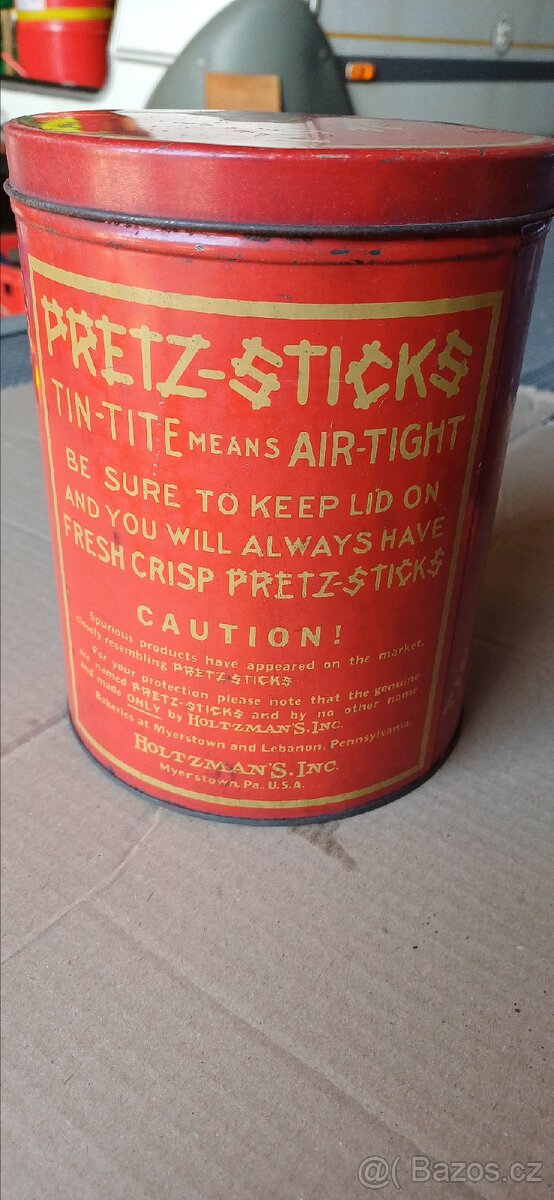 PRETZ-STICKS
TIN-TITE MEANS AIR-TIGHT
BE SURE TO KEEP LID ON
AND YOU WILL ALWAYS HAVE
FRESH CRISP PRETZ-STICKS
CAUTION!
Spurious products have appeared on the market,
closely resembling PRETZ-STICKS
For your protection please note that the genuine
are named PRETZ-STICKS and by no other name
and made ONLY by HOLTZMAN'S. INC.
Bakeries at Myerstown and Lebanon, Pennsylvania.
HOLTZMAN'S. INC.
Myerstown, Pa., U.S.A.
@( Bazos.cz